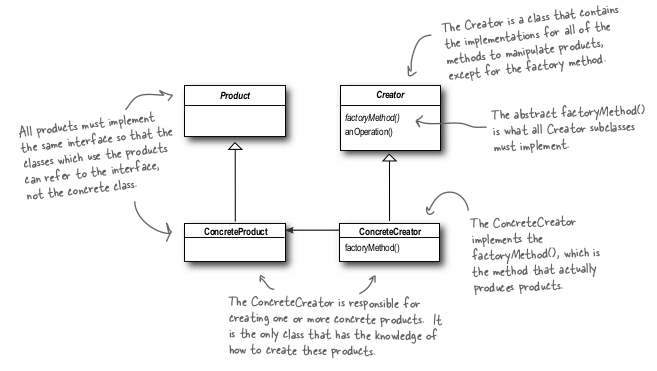 The Creator is a class that contains
the implementations for all of the
methods to manipulate products,
except for the factory method.
Product
Creator
factoryMethod()
anOperation()
All products must implement
the same interface so that the
classes which use the products
can refer to the interface,
not the concrete class.
The abstract factoryMethod()
is what all Creator subclasses
must implement.
ConcreteProduct
ConcreteCreator
factoryMethod()
The ConcreteCreator
implements the
factoryMethod(), which is
the method that actually
produces products.
The ConcreteCreator is responsible for
creating one or more concrete products. It
is the only class that has the knowledge of
how to create these products.